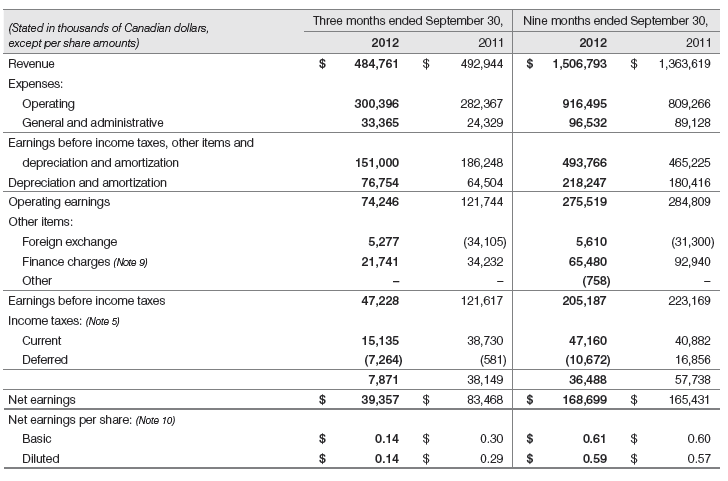 (Stated in thousands of Canadian dollars, except per share amounts) Three months ended September 30, Nine months ended September 30,
2012 2011 2012 2011
Revenue $ 484,761 $ 492,944 $ 1,506,793 $ 1,363,619
Expenses:
Operating 300,396 282,367 916,495 809,266
General and administrative 33,365 24,329 96,532 89,128
Earnings before income taxes, other items and
depreciation and amortization 151,000 186,248 493,766 465,225
Depreciation and amortization 76,754 64,504 218,247 180,416
Operating earnings 74,246 121,744 275,519 284,809
Other items:
Foreign exchange 5,277 (34,105) 5,610 (31,300)
Finance charges (Note 9) 21,741 34,232 65,480 92,940
Other – – (758) –
Earnings before income taxes 47,228 121,617 205,187 223,169
Income taxes: (Note 5)
Current 15,135 38,730 47,160 40,882
Deferred (7,264) (581) (10,672) 16,856
7,871 38,149 36,488 57,738
Net earnings $ 39,357 $ 83,468 $ 168,699 $ 165,431
Net earnings per share: (Note 10)
Basic $ 0.14 $ 0.30 $ 0.61 $ 0.60
Diluted $ 0.14 $ 0.29 $ 0.59 $ 0.57